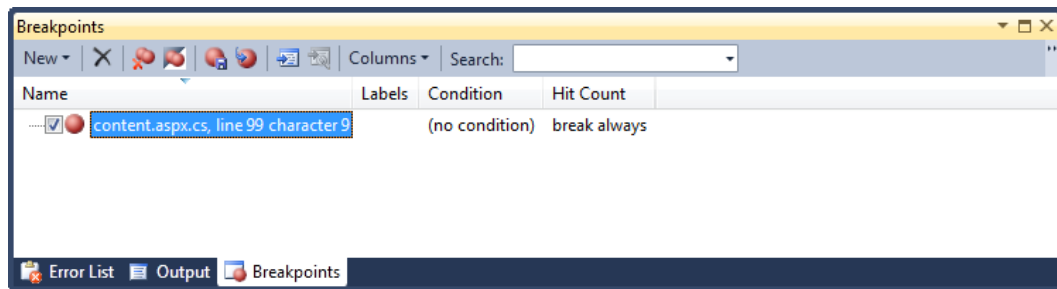 Breakpoints
New Columns Search:
Name Labels Condition Hit Count
content.aspx.cs, line 99 character 9 (no condition) break always
Error List Output Breakpoints